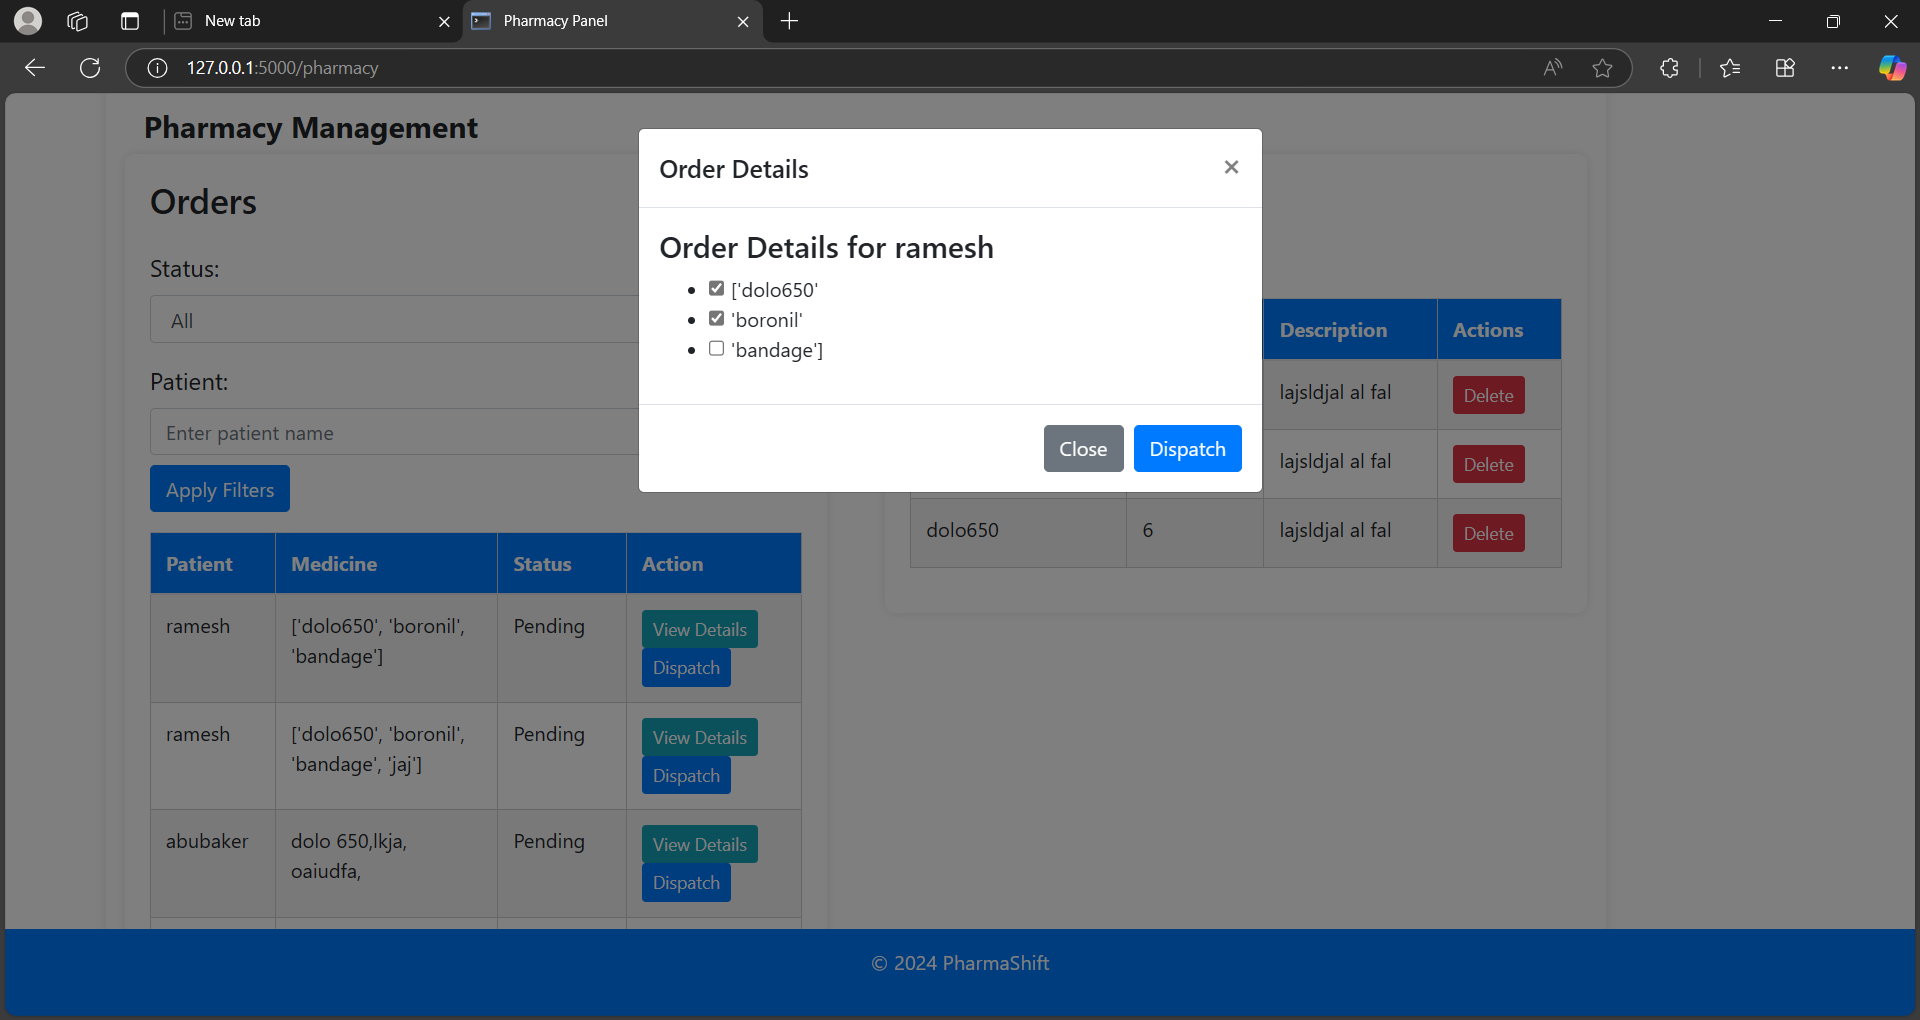 New tab
Pharmacy Panel
127.0.0.1:5000/pharmacy
Pharmacy Management
Orders
Status:
All
Patient:
Enter patient name
Apply Filters
Patient Medicine Status Action
ramesh ['dolo650', 'boronil', Pending View Details
'bandage'] Dispatch
ramesh ['dolo650', 'boronil', Pending View Details
'bandage', 'jaj'] Dispatch
abubaker dolo 650,lkja, Pending View Details
oaiudfa, Dispatch
Order Details ×
Order Details for ramesh
['dolo650'
'boronil'
'bandage']
Close Dispatch
Description Actions
lajsldjal al fal Delete
lajsldjal al fal Delete
dolo650 6 lajsldjal al fal Delete
© 2024 PharmaShift